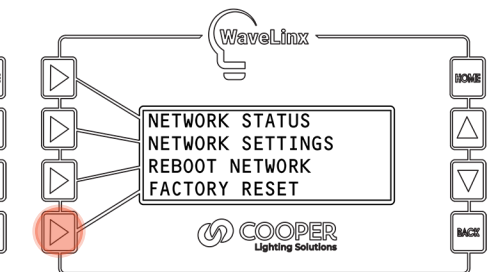 WaveLinx
HOME
NETWORK STATUS
NETWORK SETTINGS
REBOOT NETWORK
FACTORY RESET
BACK
COOPER
Lighting Solutions